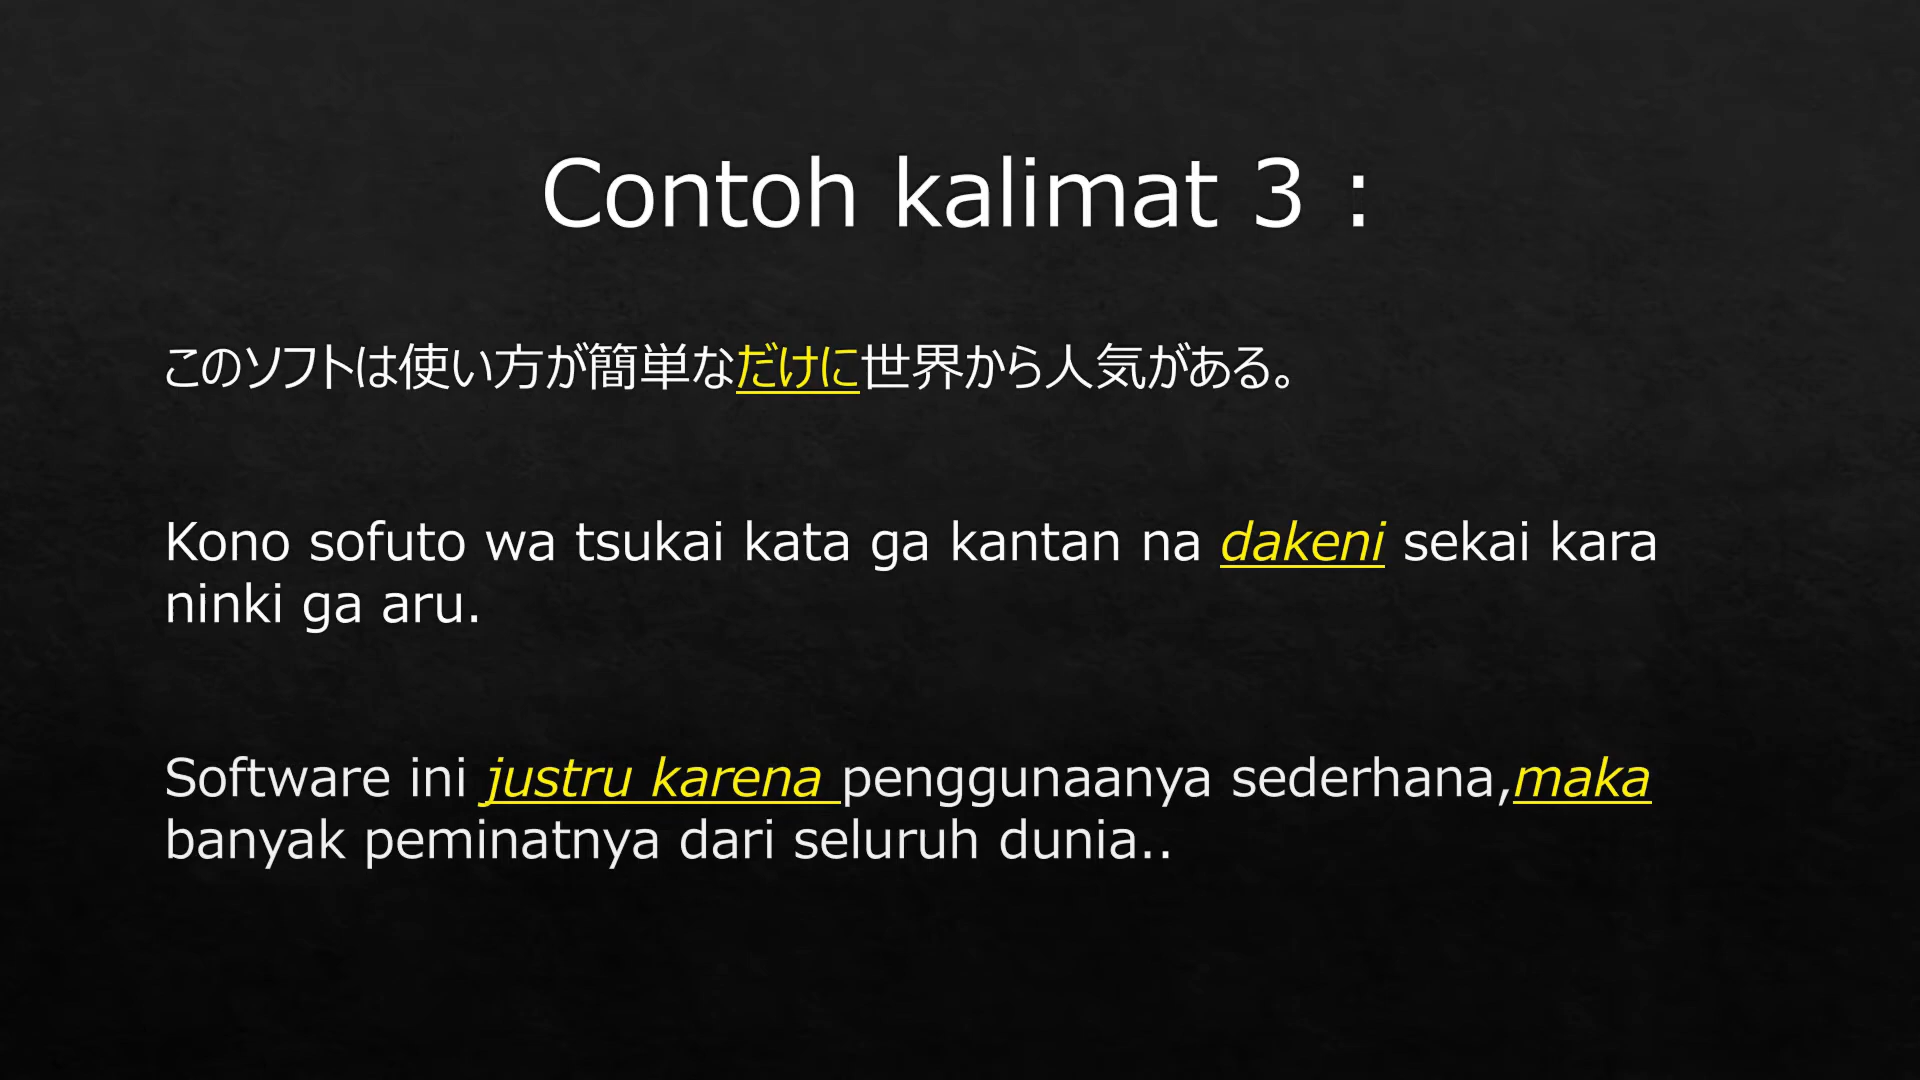 Contoh kalimat 3 :
このソフトは使い方が簡単なだけに世界から人気がある。
Kono sofuto wa tsukai kata ga kantan na dakeni sekai kara
ninki ga aru.
Software ini justru karena penggunaanya sederhana,maka
banyak peminatnya dari seluruh dunia..